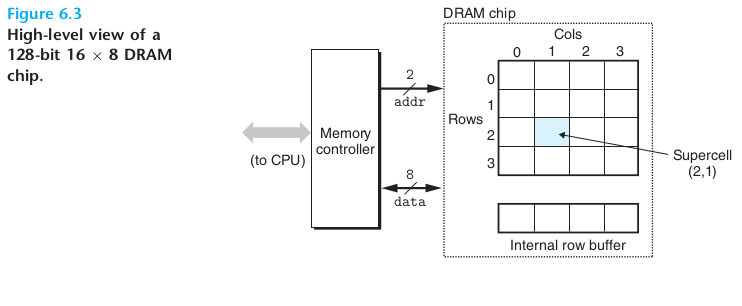 Figure 6.3
High-level view of a
128-bit 16 × 8 DRAM
chip.
DRAM chip
Cols
0 1 2 3
2
addr
0
1
Rows
2
3
Memory
controller
(to CPU)
Supercell
(2,1)
8
data
Internal row buffer